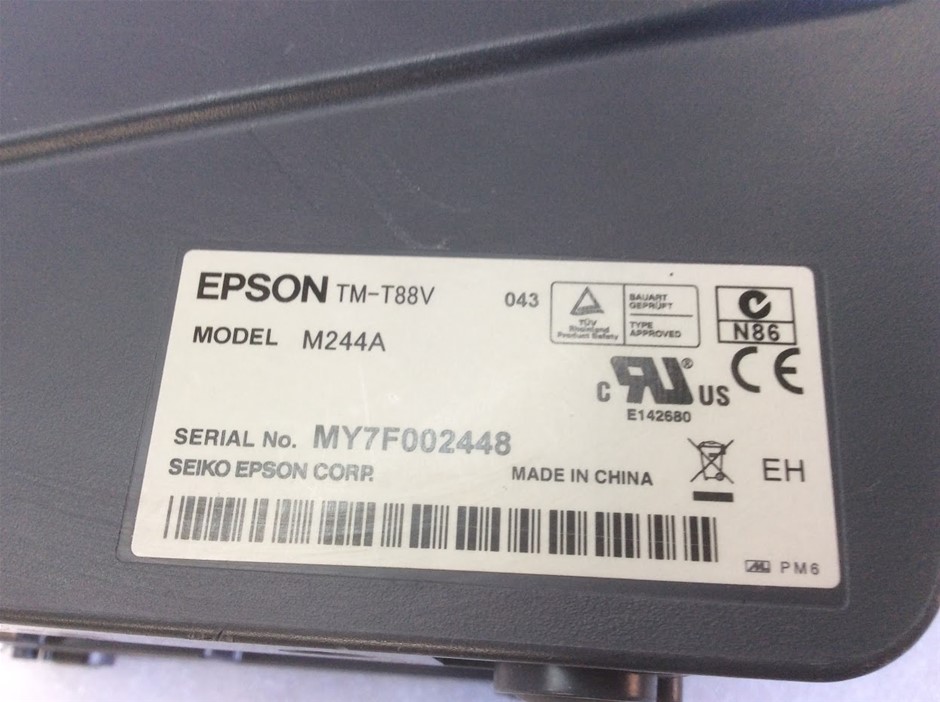 EPSON TM-T88V 043
TÜV
Rheinland
Product Safety
BAUART
GEPRÜFT
TYPE
APPROVED
N86
MODEL M244A
C RU ® US
E142680
CE
SERIAL No. MY7F002448
SEIKO EPSON CORP.
MADE IN CHINA
EH
PM6